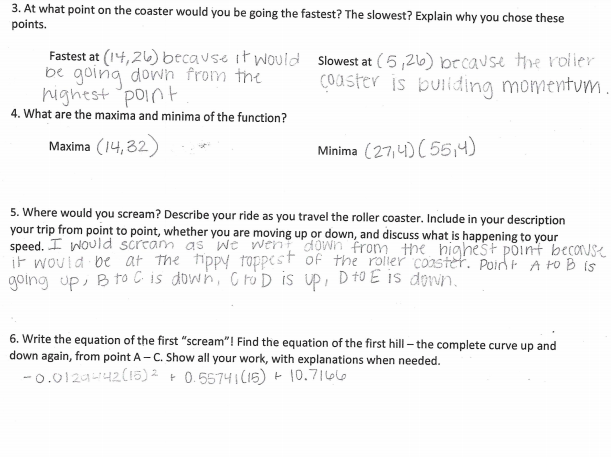 3. At what point on the coaster would you be going the fastest? The slowest? Explain why you chose these
points.
Fastest at (14,26) because it would
be going down from the
highest point
Slowest at (5,26) because the roller
coaster is building momentum.
4. What are the maxima and minima of the function?
Maxima (14,32)
Minima (27,4)(55,4)
5. Where would you scream? Describe your ride as you travel the roller coaster. Include in your description
your trip from point to point, whether you are moving up or down, and discuss what is happening to your
speed. I would scream as we went down from the highest point because
it would be at the tippy toppest of the roller coaster. Point A to B is
going up, B to C is down, C to D is up, D to E is down.
6. Write the equation of the first "scream"! Find the equation of the first hill – the complete curve up and
down again, from point A – C. Show all your work, with explanations when needed.
(15)² + 0.55741(15) + 10.7166